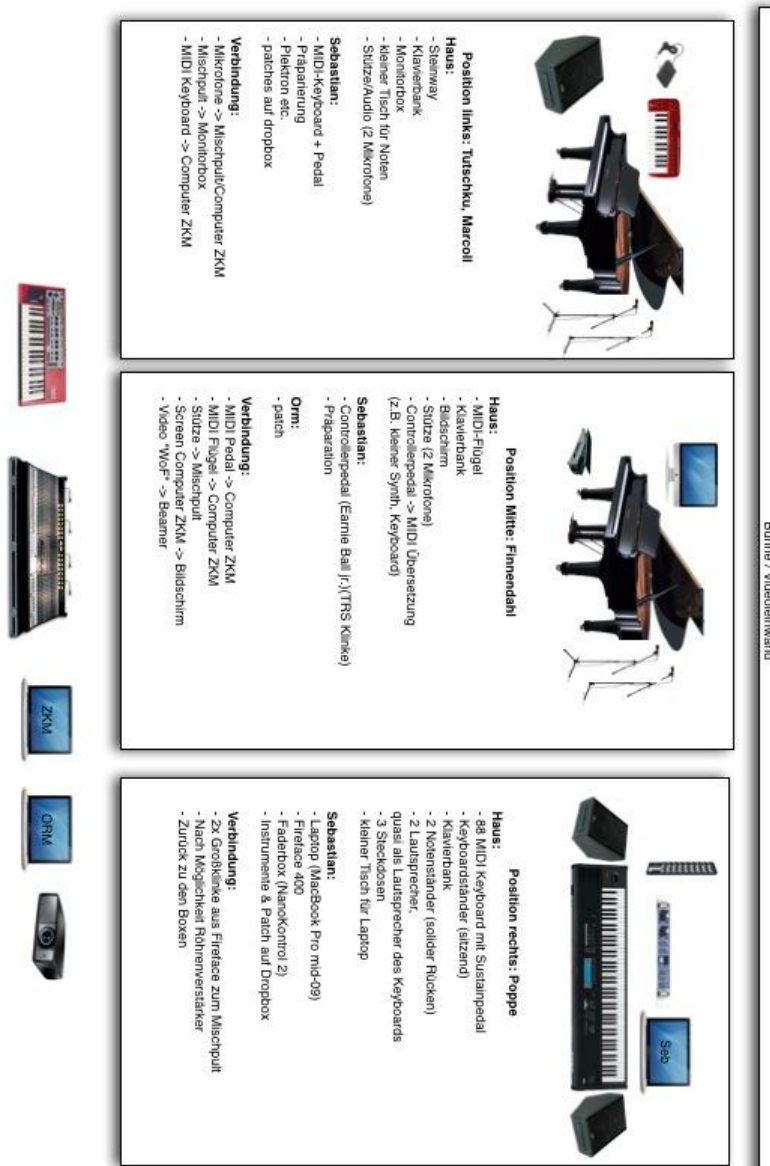 Bühne / Videoleinwand
Position links: Tutschku, Marcoll
Haus:
- Steinway
- Klavierbank
- Monitorbox
- kleiner Tisch für Noten
- Stütze/Audio (2 Mikrofone)
Sebastian:
- MIDI-Keyboard + Pedal
- Präparierung
- Plektron etc.
- patches auf dropbox
Verbindung:
- Mikrofone -> Mischpult/Computer ZKM
- Mischpult -> Monitorbox
- MIDI Keyboard -> Computer ZKM
Position Mitte: Finnendahl
Haus:
- MIDI-Flügel
- Klavierbank
- Bildschirm
- Stütze (2 Mikrofone)
- Controllerpedal -> MIDI Übersetzung
(z.B. kleiner Synth, Keyboard)
Sebastian:
- Controllerpedal (Earnie Ball jr.)(TRS Klinke)
- Präparation
Orm:
- patch
Verbindung:
- MIDI Pedal -> Computer ZKM
- MIDI Flügel -> Computer ZKM
- Stütze -> Mischpult
- Screen Computer ZKM -> Bildschirm
- Video "WoF" -> Beamer
Seb
Position rechts: Poppe
Haus:
- 88 MIDI Keyboard mit Sustainpedal
- Keyboardständer (sitzend)
- Klavierbank
- 2 Notenständer (solider Rücken)
- 2 Lautsprecher,
quasi als Lautsprecher des Keyboards
- 3 Steckdosen
- kleiner Tisch für Laptop
Sebastian:
- Laptop (MacBook Pro mid-09)
- Fireface 400
- Faderbox (NanoKontrol 2)
- Instrumente & Patch auf Dropbox
Verbindung:
- 2x Großklinke aus Fireface zum Mischpult
- Nach Möglichkeit Röhrenverstärker
- Zurück zu den Boxen
ZKM
ORM